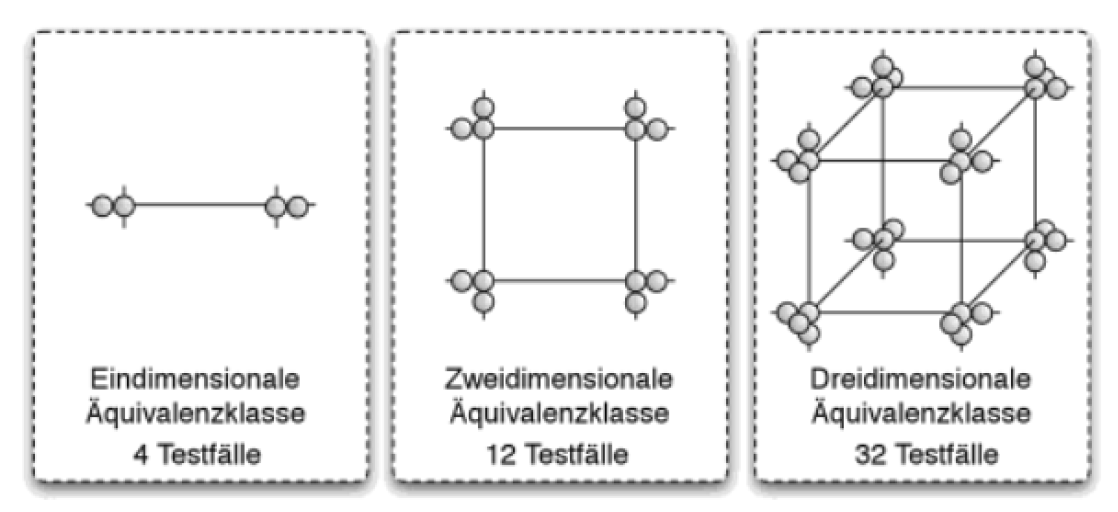 Eindimensionale
Äquivalenzklasse
4 Testfälle
Zweidimensionale
Äquivalenzklasse
12 Testfälle
Dreidimensionale
Äquivalenzklasse
32 Testfälle